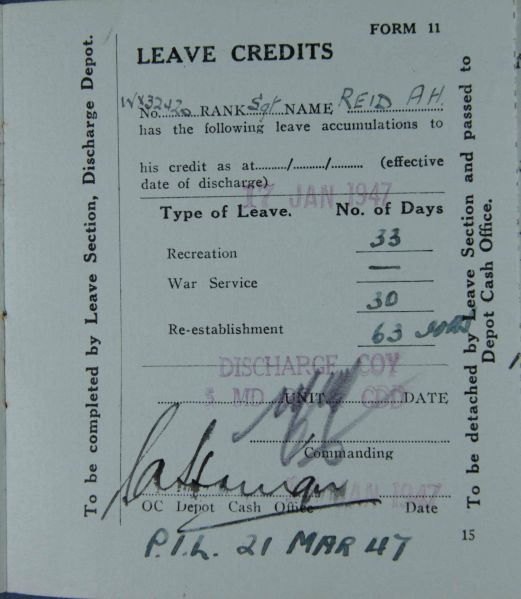 FORM 11
LEAVE CREDITS
No. WX32420 RANK Sgt NAME REID A H.
has the following leave accumulations to
his credit as at ........../........../.......... (effective
date of discharge)
17 JAN 1947
Type of Leave. No. of Days
Recreation 33
War Service —
30
Re-establishment 63
DISCHARGE COY
5 MD CDD
UNIT DATE
Commanding
JAN 1947
OC Depot Cash Office Date
P.I.L. 21 MAR 47
15
To be completed by Leave Section, Discharge Depot.
To be detached by Leave Section and passed to
Depot Cash Office.